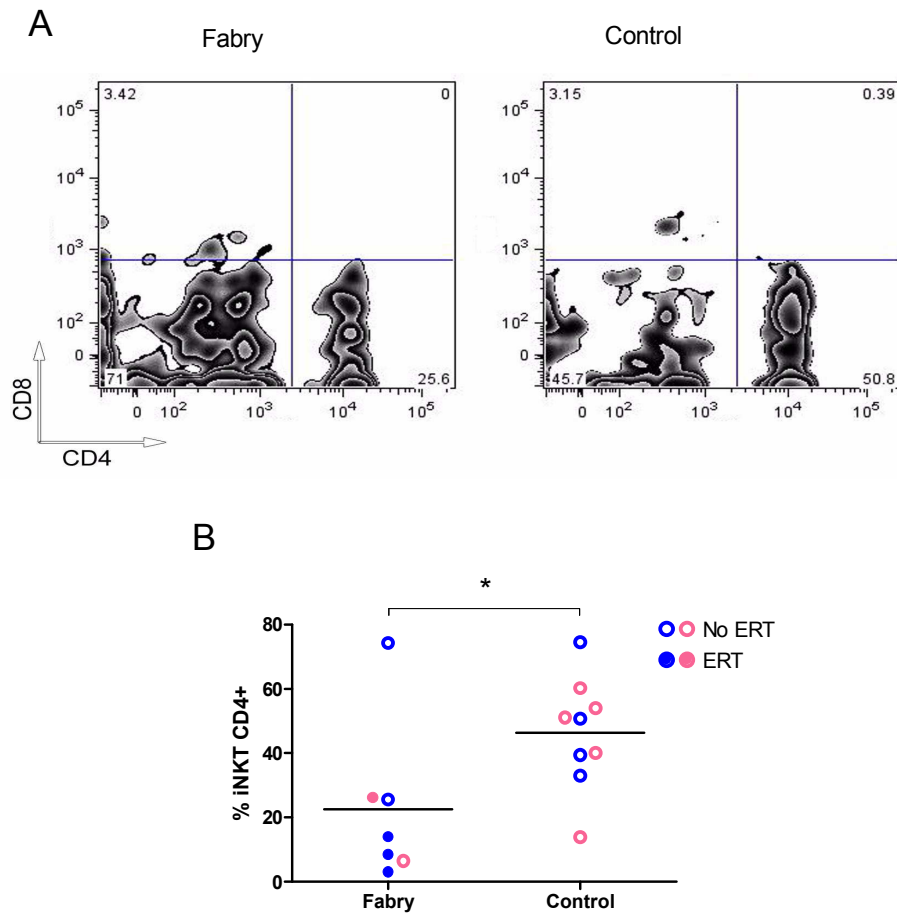 A
Fabry
Control
3.42 0
3.15 0.39
10^5
10^4
10^3
10^2
0
71 25.6
0 10^2 10^3 10^4 10^5
10^5
10^4
10^3
10^2
0
45.7 50.8
0 10^2 10^3 10^4 10^5
CD8
CD4
B
*
80
60
40
20
0
% iNKT CD4+
No ERT
ERT
Fabry Control